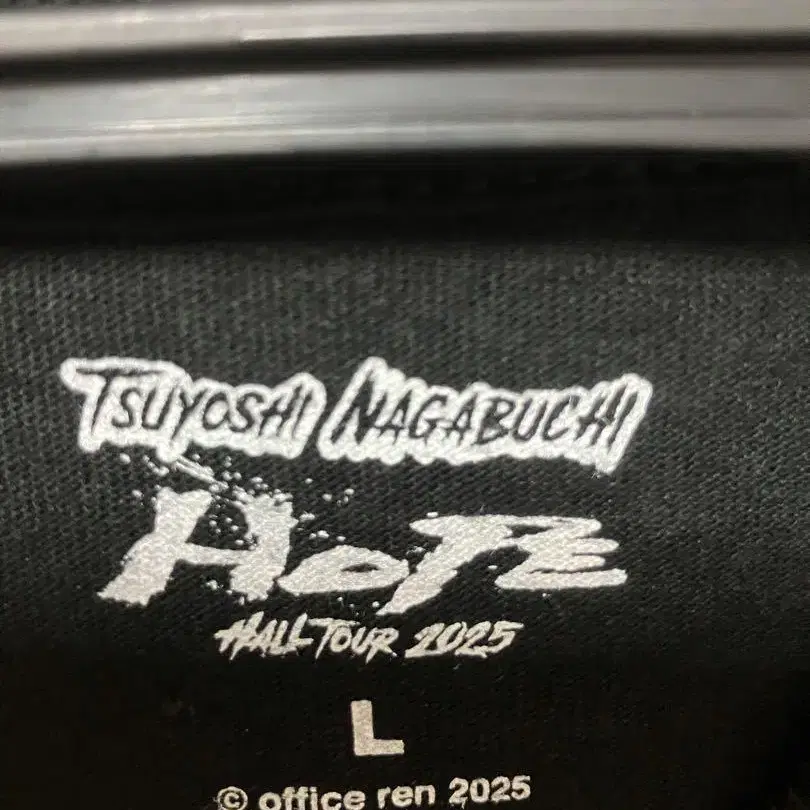 TSUYOSHI NAGABUCHI
HOPE
HALL TOUR 2025
L
© office ren 2025